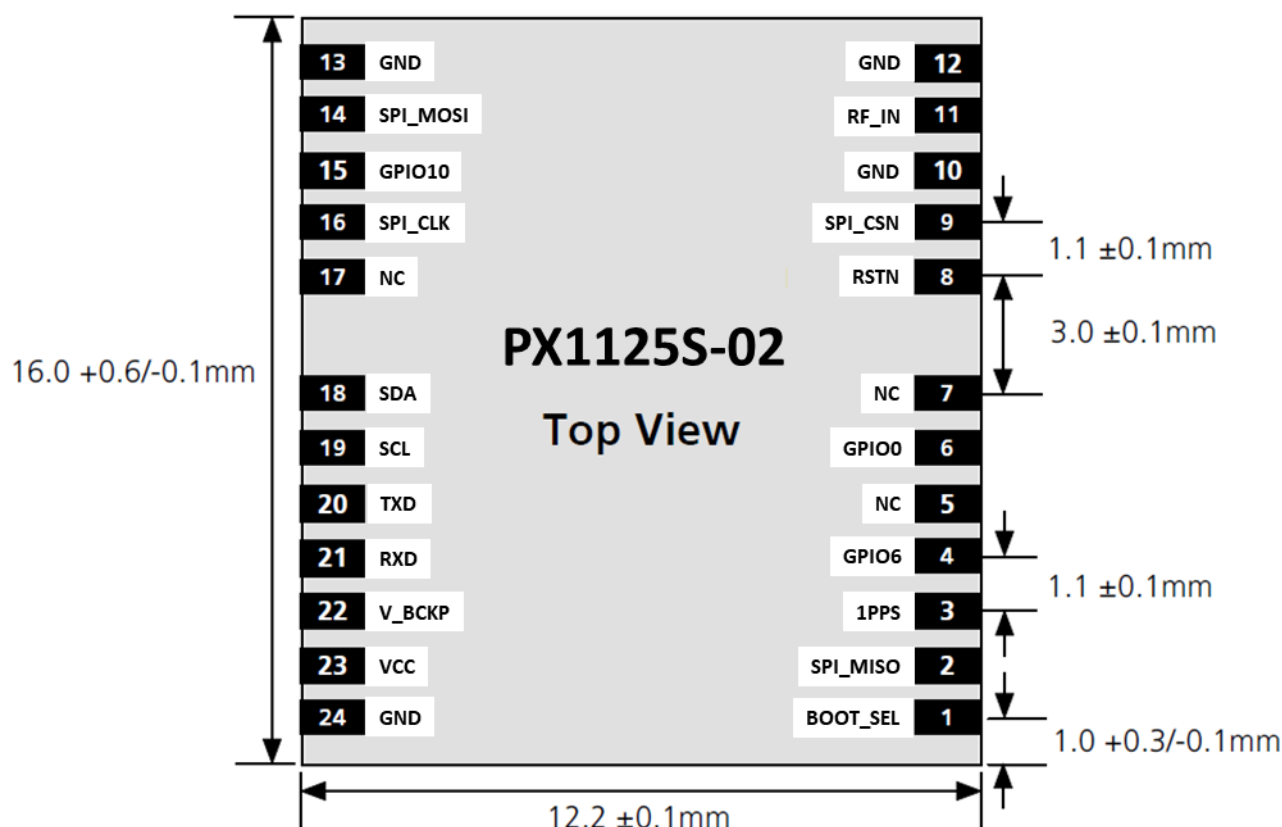 13 GND GND 12
14 SPI_MOSI RF_IN 11
15 GPIO10 GND 10
16 SPI_CLK SPI_CSN 9
1.1 ±0.1mm
17 NC RSTN 8
3.0 ±0.1mm
PX1125S-02
16.0 +0.6/-0.1mm
18 SDA NC 7
Top View
19 SCL GPIO0 6
20 TXD NC 5
21 RXD GPIO6 4
1.1 ±0.1mm
22 V_BCKP 1PPS 3
23 VCC SPI_MISO 2
24 GND BOOT_SEL 1
1.0 +0.3/-0.1mm
12.2 ±0.1mm